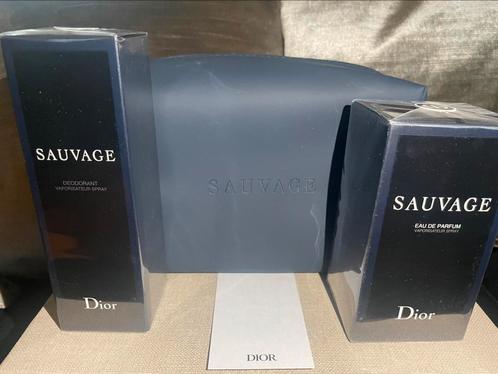 SAUVAGE
DEODORANT
VAPORISATEUR SPRAY
Dior
SAUVAGE
DIOR
SAUVAGE
EAU DE PARFUM
VAPORISATEUR SPRAY
Dior